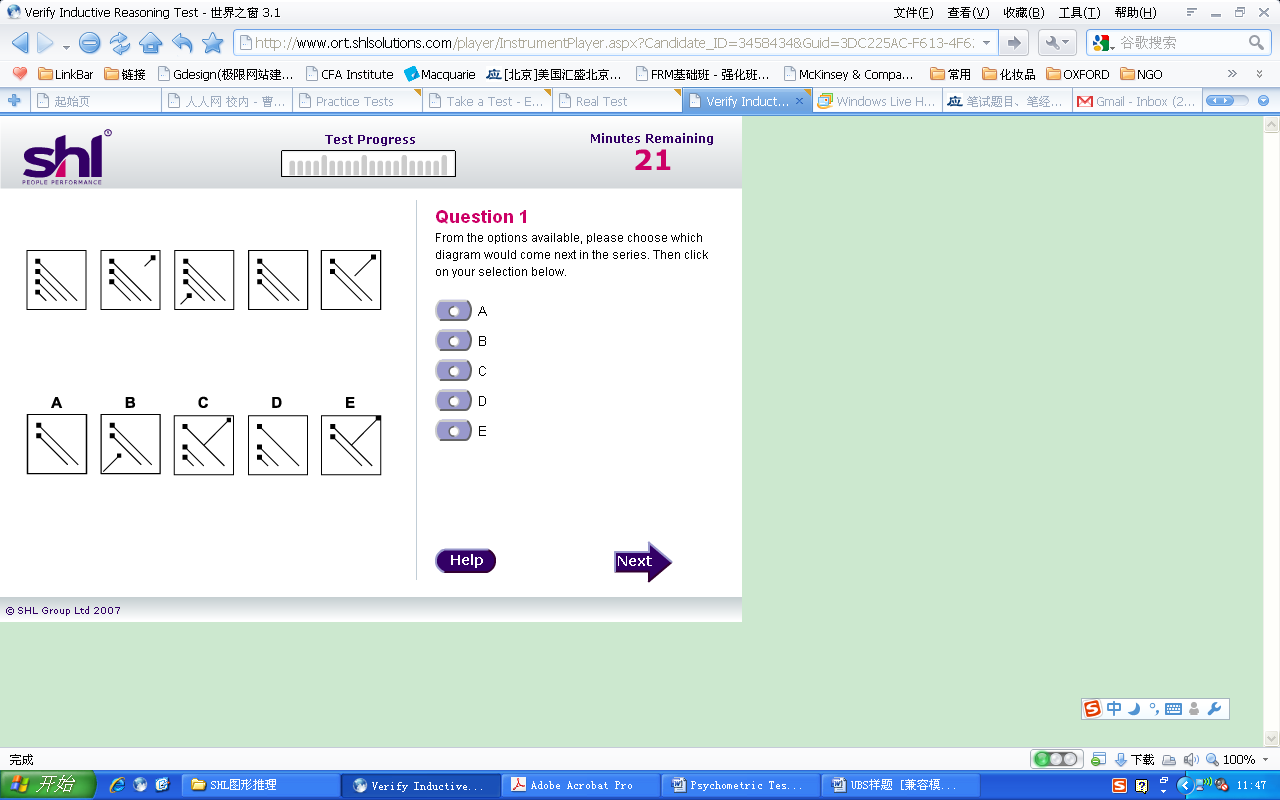 Verify Inductive Reasoning Test - 世界之窗 3.1 文件(F) 查看(V) 收藏(B) 工具(T) 帮助(H)
http://www.ort.shlsolutions.com/player/InstrumentPlayer.aspx?Candidate_ID=3458434&Guid=3DC225AC-F613-4F6: 谷歌搜索
LinkBar 链接 Gdesign(极限网站建... CFA Institute Macquarie [北京]美国汇盛北京... FRM基础班 - 强化班... McKinsey & Compa... 常用 化妆品 OXFORD NGO
起始页 人人网 校内 - 曹... Practice Tests Take a Test - E... Real Test Verify Induct... Windows Live H... 笔试题目、笔经... Gmail - Inbox (2...
shl
PEOPLE PERFORMANCE
Test Progress
Minutes Remaining
21
Question 1
From the options available, please choose which
diagram would come next in the series. Then click
on your selection below.
A
B
C
D
E
A B C D E
Help
Next
© SHL Group Ltd 2007
中
完成 下载 100%
开始 SHL图形推理 Verify Inductive... Adobe Acrobat Pro Psychometric Tes... UBS样题 [兼容模... 11:47